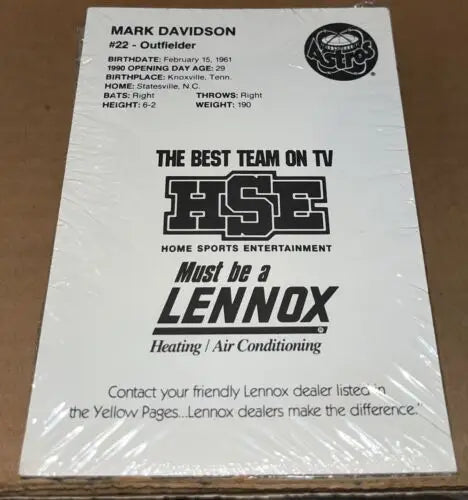 MARK DAVIDSON
#22 - Outfielder
BIRTHDATE: February 15, 1961
1990 OPENING DAY AGE: 29
BIRTHPLACE: Knoxville, Tenn.
HOME: Statesville, N.C.
BATS: Right THROWS: Right
HEIGHT: 6-2 WEIGHT: 190
Astros
®
THE BEST TEAM ON TV
HSE
HOME SPORTS ENTERTAINMENT
Must be a
LENNOX
®
Heating / Air Conditioning
Contact your friendly Lennox dealer listed in
the Yellow Pages...Lennox dealers make the difference.